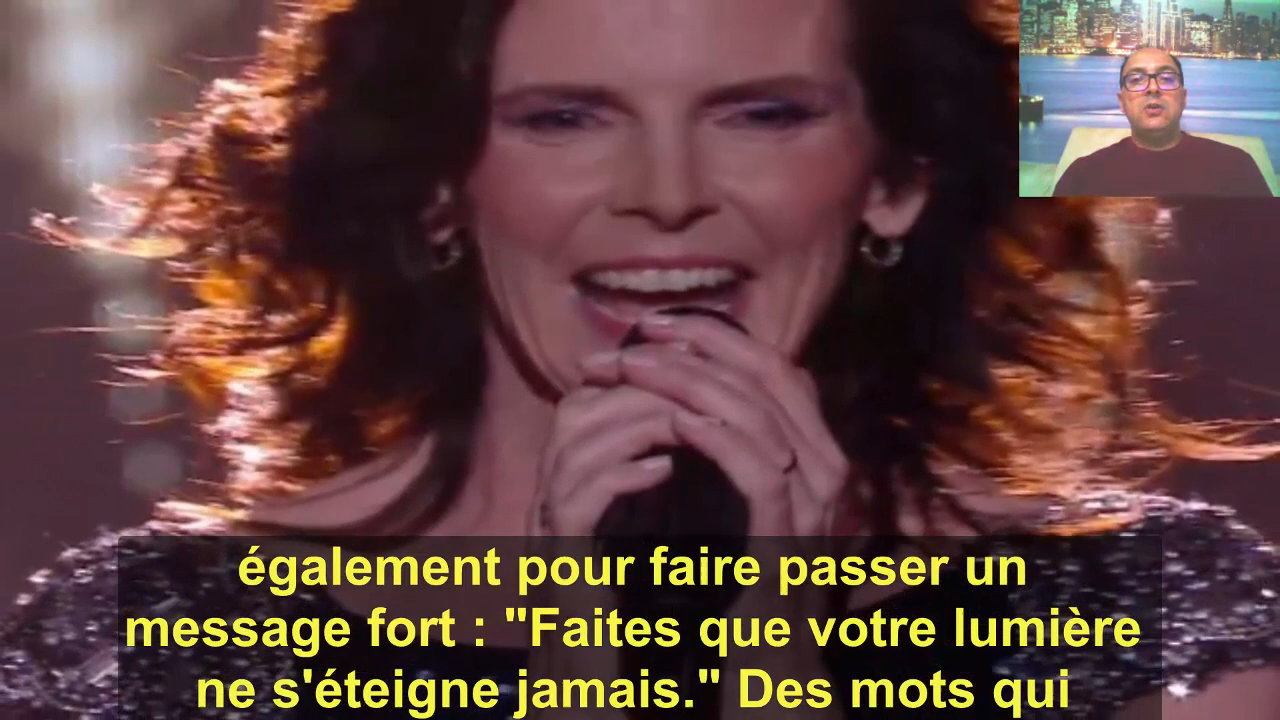 également pour faire passer un
message fort : "Faites que votre lumière
ne s'éteigne jamais." Des mots qui